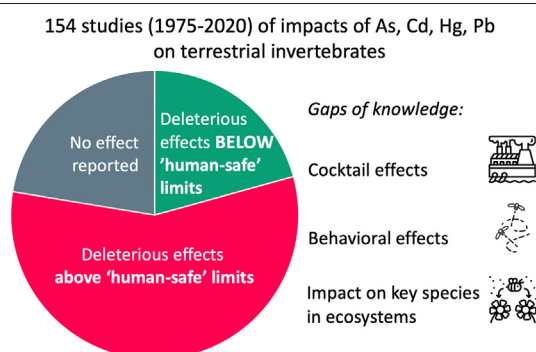 154 studies (1975-2020) of impacts of As, Cd, Hg, Pb
on terrestrial invertebrates
No effect
reported
Deleterious
effects BELOW
’human-safe’
limits
Deleterious effects
above ‘human-safe’ limits
Gaps of knowledge:
Cocktail effects
Behavioral effects
Impact on key species
in ecosystems